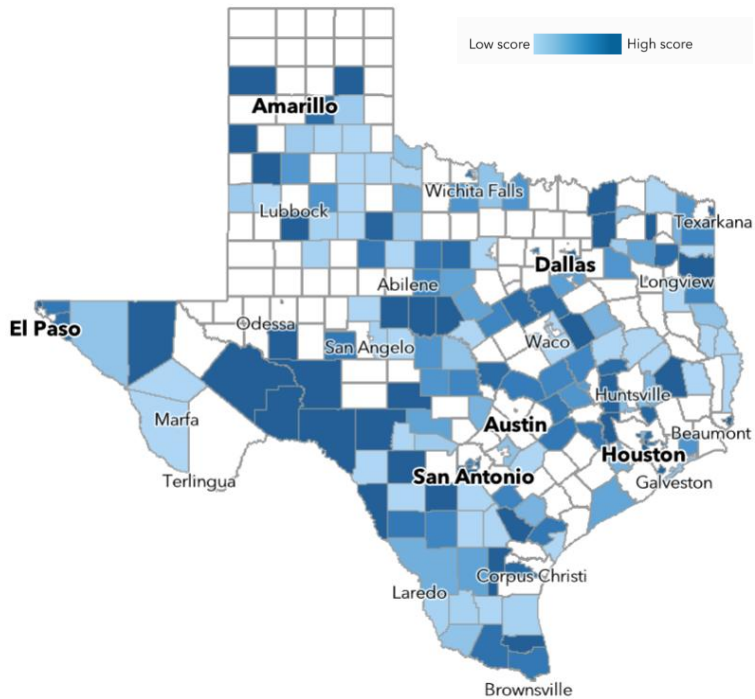 Low score High score
Amarillo
Wichita Falls
Lubbock
Texarkana
Dallas
Longview
Abilene
Odessa
El Paso
San Angelo
Waco
Huntsville
Marfa
Austin
Beaumont
Houston
San Antonio
Terlingua
Galveston
Corpus Christi
Laredo
Brownsville